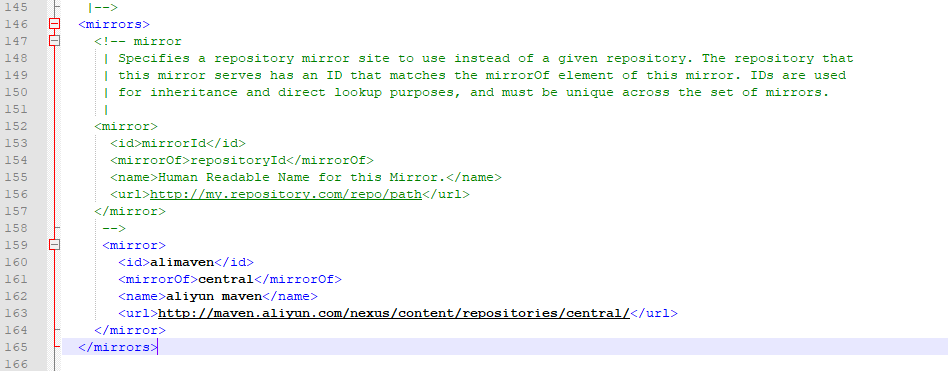 145 |-->
146 <mirrors>
147 <!-- mirror
148 | Specifies a repository mirror site to use instead of a given repository. The repository that
149 | this mirror serves has an ID that matches the mirrorOf element of this mirror. IDs are used
150 | for inheritance and direct lookup purposes, and must be unique across the set of mirrors.
151 |
152 <mirror>
153 <id>mirrorId</id>
154 <mirrorOf>repositoryId</mirrorOf>
155 <name>Human Readable Name for this Mirror.</name>
156 <url>http://my.repository.com/repo/path</url>
157 </mirror>
158 -->
159 <mirror>
160 <id>alimaven</id>
161 <mirrorOf>central</mirrorOf>
162 <name>aliyun maven</name>
163 <url>http://maven.aliyun.com/nexus/content/repositories/central/</url>
164 </mirror>
165 </mirrors>
166